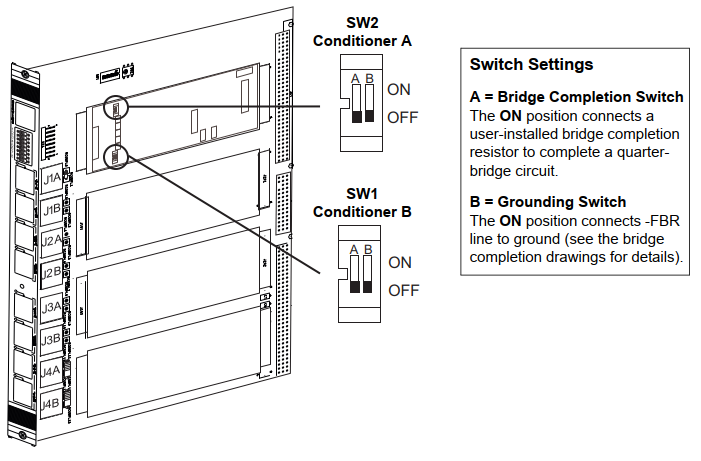 SW2
Conditioner A
A B
ON
OFF
SW1
Conditioner B
A B
ON
OFF
Switch Settings
A = Bridge Completion Switch
The ON position connects a
user-installed bridge completion
resistor to complete a quarter-
bridge circuit.
B = Grounding Switch
The ON position connects -FBR
line to ground (see the bridge
completion drawings for details).
J1A
J1B
J2A
J2B
J3A
J3B
J4A
J4B